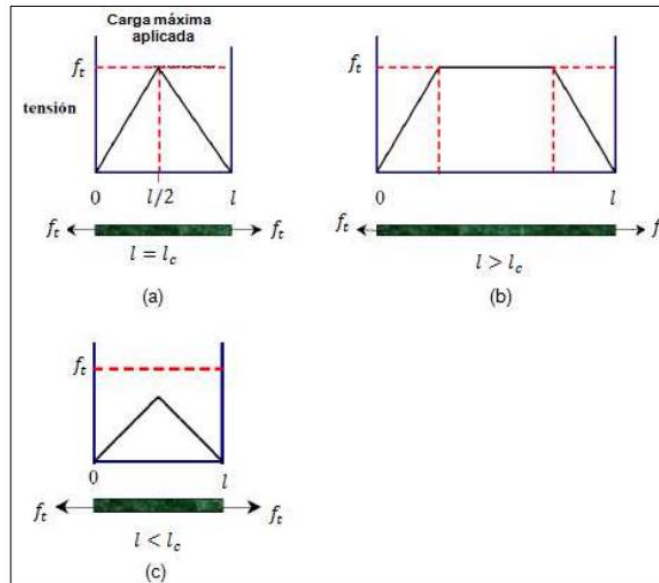 Carga máxima
aplicada
f_t
tensión
0
l/2
l
f_t
f_t
l = l_c
(a)
f_t
0
l
f_t
f
l > l_c
(b)
f_t
0
l
f_t
f_t
l < l_c
(c)